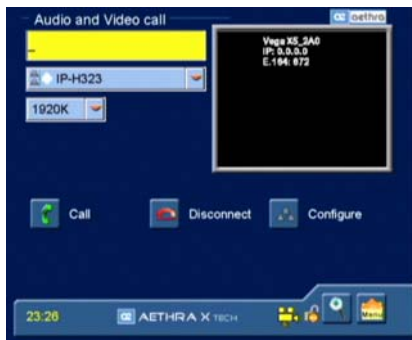 Audio and Video call
aethra
Vega X5_2A0
IP: 0.0.0.0
E.164: 672
IP-H323
1920K
Call
Disconnect
Configure
23:26
AETHRA X TECH
Menu